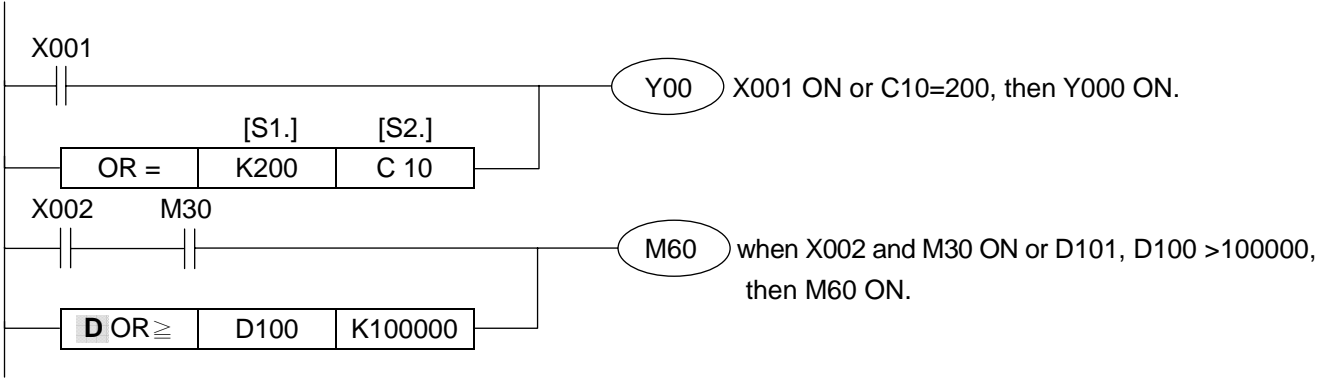 X001
Y00 X001 ON or C10=200, then Y000 ON.
[S1.] [S2.]
OR = K200 C 10
X002 M30
M60 when X002 and M30 ON or D101, D100 >100000,
then M60 ON.
D OR≧ D100 K100000